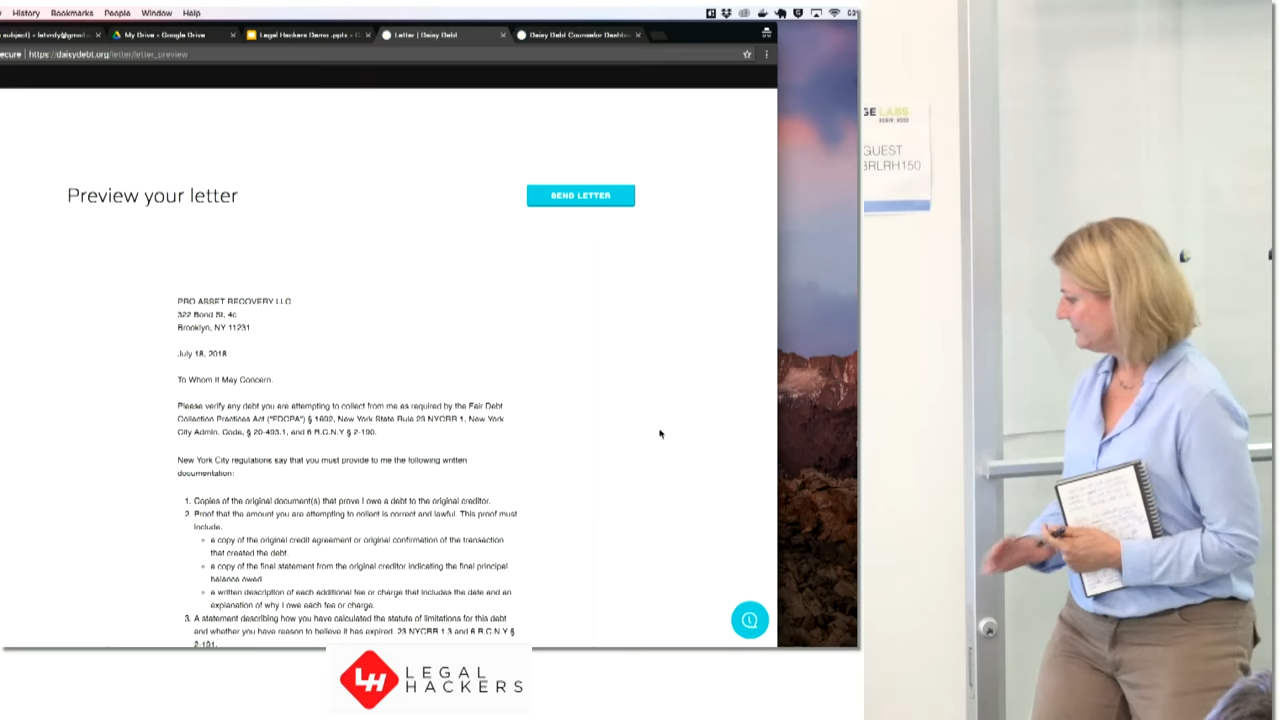 History Bookmarks People Window Help
My Drive - Google Drive
Legal Hackers Demo .pptx
Letter | Daisy Debt
Daisy Debt Counselor
https://daisydebt.org/letter/letter_preview
Preview your letter
SEND LETTER
PRO ASSET RECOVERY LLC
322 Bond St, 4c
Brooklyn, NY 11231
July 18, 2018
To Whom It May Concern.
Please verify any debt you are attempting to collect from me as required by the Fair Debt
Collection Practices Act ("FDCPA") § 1692, New York State Rule 23 NYCRR 1, New York
City Admin. Code, § 20-493.1, and 6 R.C.N.Y § 2-190.
New York City regulations say that you must provide to me the following written
documentation:
1. Copies of the original document(s) that prove I owe a debt to the original creditor.
2. Proof that the amount you are attempting to collect is correct and lawful. This proof must
include.
a copy of the original credit agreement or original confirmation of the transaction
that created the debt.
a copy of the final statement from the original creditor indicating the final principal
balance owed
a written description of each additional fee or charge that includes the date and an
explanation of why I owe each fee or charge.
3. A statement describing how you have calculated the statute of limitations for this debt
and whether you have reason to believe it has expired. 23 NYCRR 1.3 and 6 R.C.N.Y §
2-191.
LH LEGAL
HACKERS
GE LABS
ROBIN HOOD
GUEST
BRLRH150